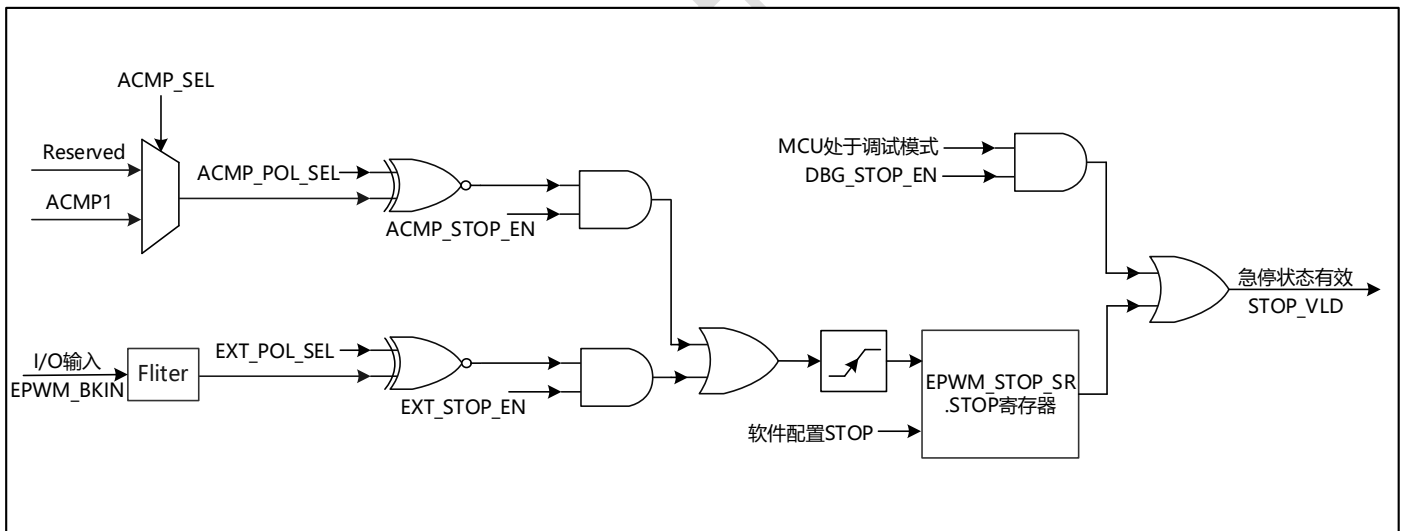 ACMP_SEL
Reserved
ACMP1
ACMP_POL_SEL
ACMP_STOP_EN
MCU处于调试模式
DBG_STOP_EN
急停状态有效
STOP_VLD
I/O输入
EPWM_BKIN
Fliter
EXT_POL_SEL
EXT_STOP_EN
EPWM_STOP_SR
.STOP寄存器
软件配置STOP